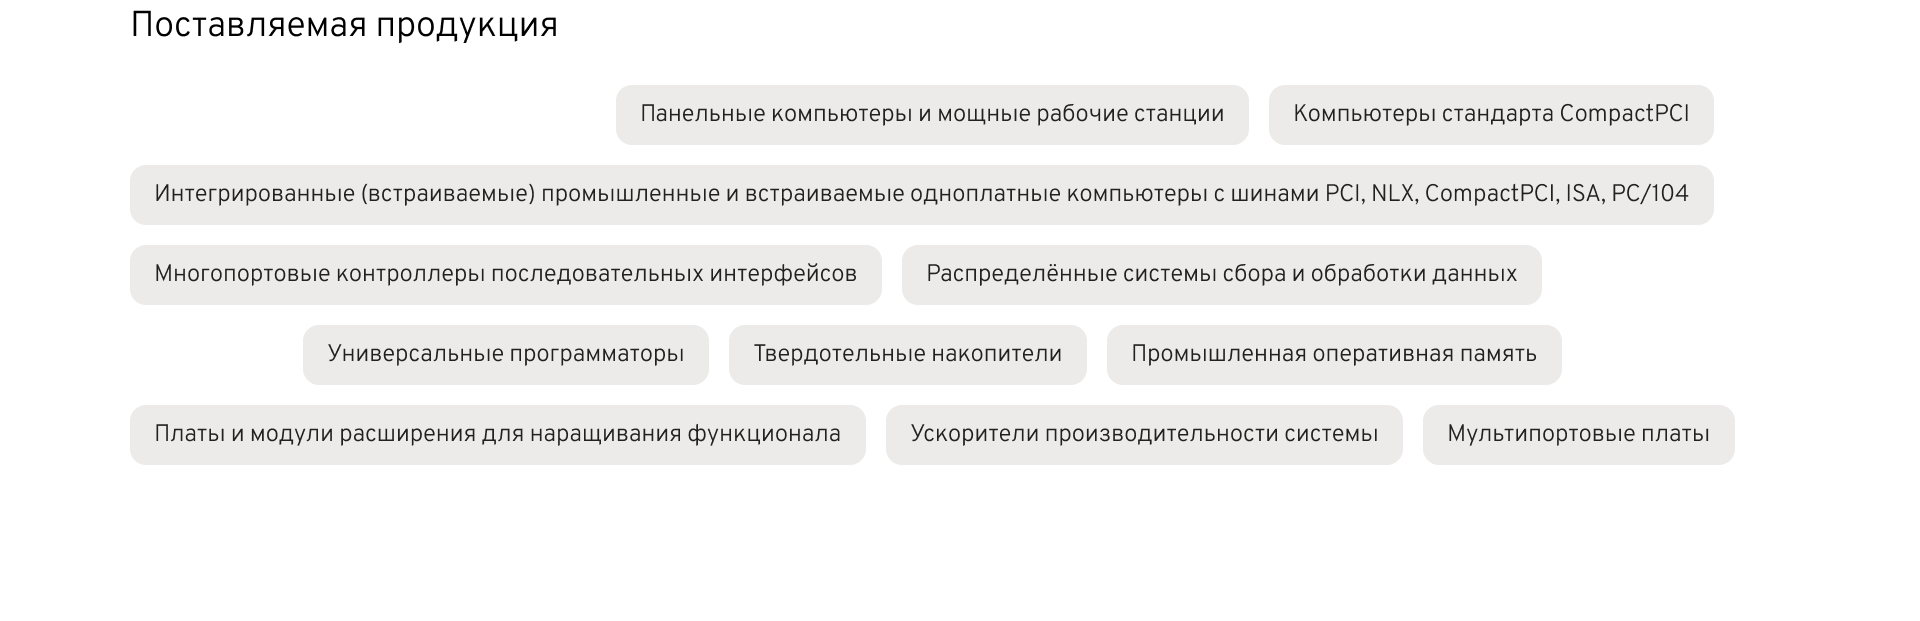 Поставляемая продукция
Панельные компьютеры и мощные рабочие станции
Компьютеры стандарта CompactPCI
Интегрированные (встраиваемые) промышленные и встраиваемые одноплатные компьютеры с шинами PCI, NLX, CompactPCI, ISA, PC/104
Многопортовые контроллеры последовательных интерфейсов
Распределённые системы сбора и обработки данных
Универсальные программаторы
Твердотельные накопители
Промышленная оперативная память
Платы и модули расширения для наращивания функционала
Ускорители производительности системы
Мультипортовые платы